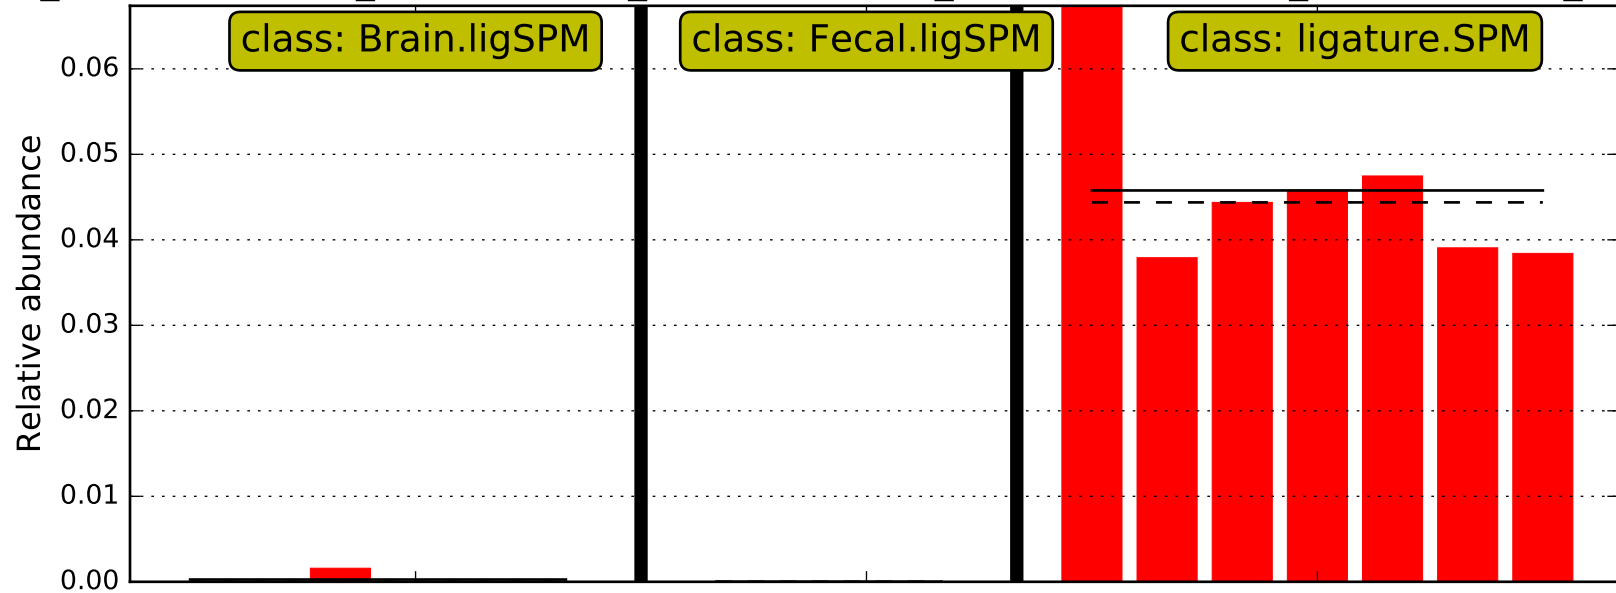 class: Brain.ligSPM
class: Fecal.ligSPM
class: ligature.SPM
Relative abundance
0.06
0.05
0.04
0.03
0.02
0.01
0.00